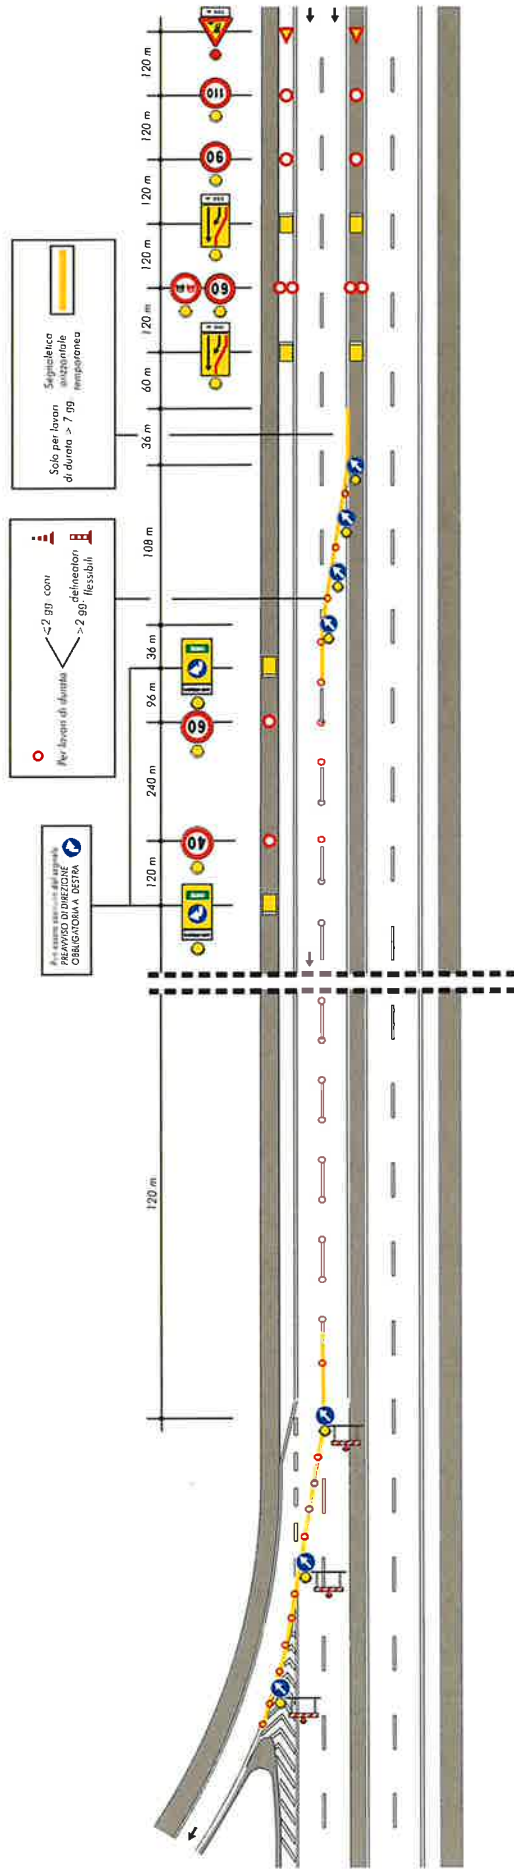 120 m
110
120 m
90
120 m
120 m
60
120 m
60 m
36 m
108 m
36 m
96 m
60
240 m
40
120 m
120 m
Segnaletica
orizzontale
temporanea
Solo per lavori
di durata > 7 gg
Per lavori di durata
<2 gg coni
>2 gg. delineatori
flessibili
PREAVVISO DI DIREZIONE
OBBLIGATORIA A DESTRA